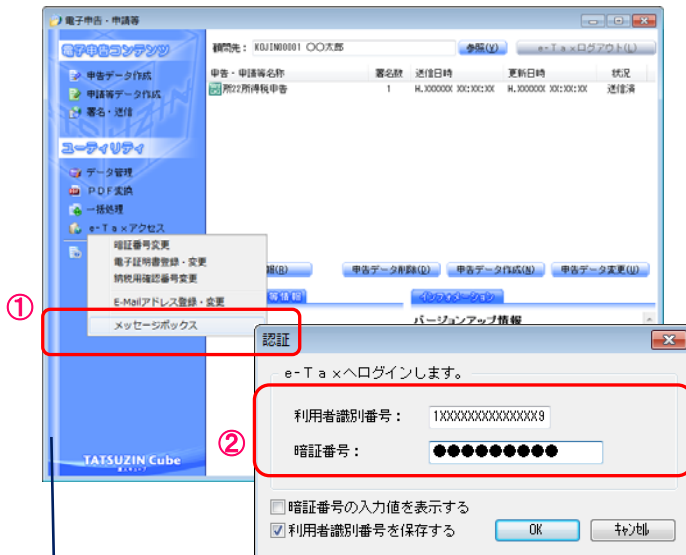 電子申告・申請等
電子申告コンテンツ
申告データ作成
申請等データ作成
署名・送信
ユーティリティ
データ管理
PDF変換
一括処理
e-Taxアクセス
顧問先： KOJIN00001 〇〇太郎
参照(V)
e-Taxログアウト(L)
申告・申請等名称 署名数 送信日時 更新日時 状況
所22所得税申告 1 H.XXXXXX XX:XX:XX H.XXXXXX XX:XX:XX 送信済
暗証番号変更
電子証明書登録・変更
納税用確認番号変更
E-Mailアドレス登録・変更
メッセージボックス
(R)
申告データ削除(D)
申告データ作成(N)
申告データ変更(U)
等情報
インフォメーション
バージョンアップ情報
①
認証
e-Taxへログインします。
②
利用者識別番号： 1XXXXXXXXXXXXXX9
暗証番号： ●●●●●●●●●
暗証番号の入力値を表示する
利用者識別番号を保存する
OK
キャンセル
TATSUZIN Cube